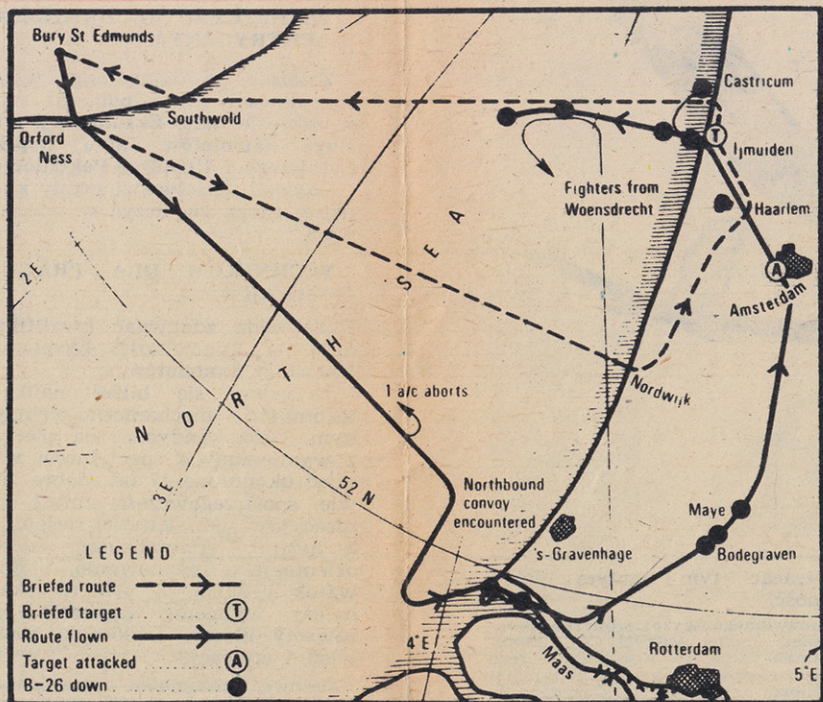 Bury St. Edmunds
Castricum
Southwold
Orford
Ness
Ijmuiden
Fighters from
Woensdrecht
Haarlem
Amsterdam
2E
SEA
Nordwijk
1 a/c aborts
NORTH
3E
52 N
Northbound
convoy
encountered
's-Gravenhage
Maye
Bodegraven
LEGEND
Briefed route
Briefed target T
Route flown
Target attacked A
B-26 down
4°E
Maas
Rotterdam
5°E
T
A